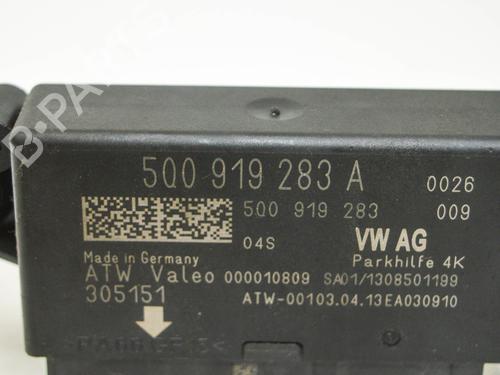 B-PARTS
5Q0 919 283 A
0026
5Q0 919 283
009
04S
VW AG
Made in Germany
Parkhilfe 4K
ATW Valeo 000010809 SA01/1308501199
305151
ATW-00103.04.13EA030910